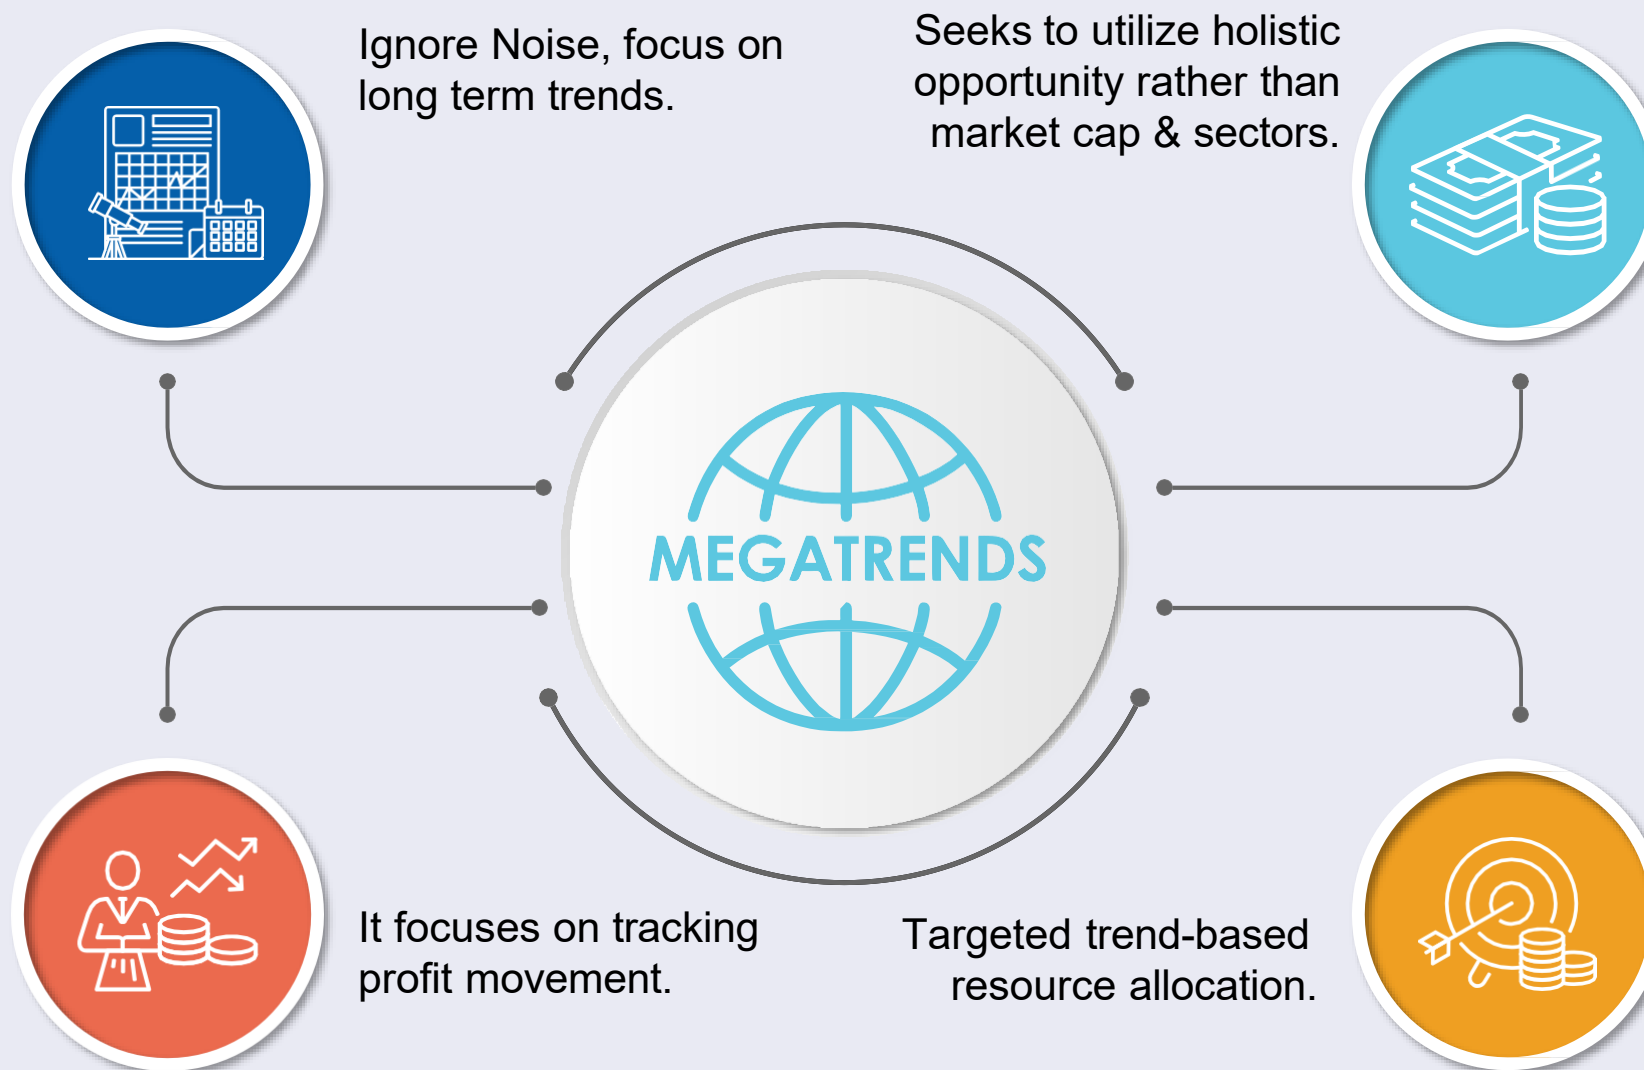 Ignore Noise, focus on
long term trends.
Seeks to utilize holistic
opportunity rather than
market cap & sectors.
MEGATRENDS
It focuses on tracking
profit movement.
Targeted trend-based
resource allocation.